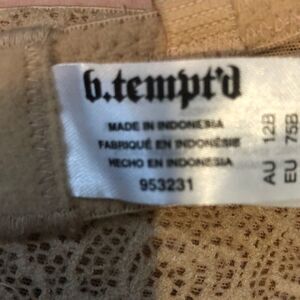 b.tempt'd
MADE IN INDONESIA
FABRIQUÉ EN INDONÉSIE
HECHO EN INDONESIA
953231
AU 12B
EU 75B